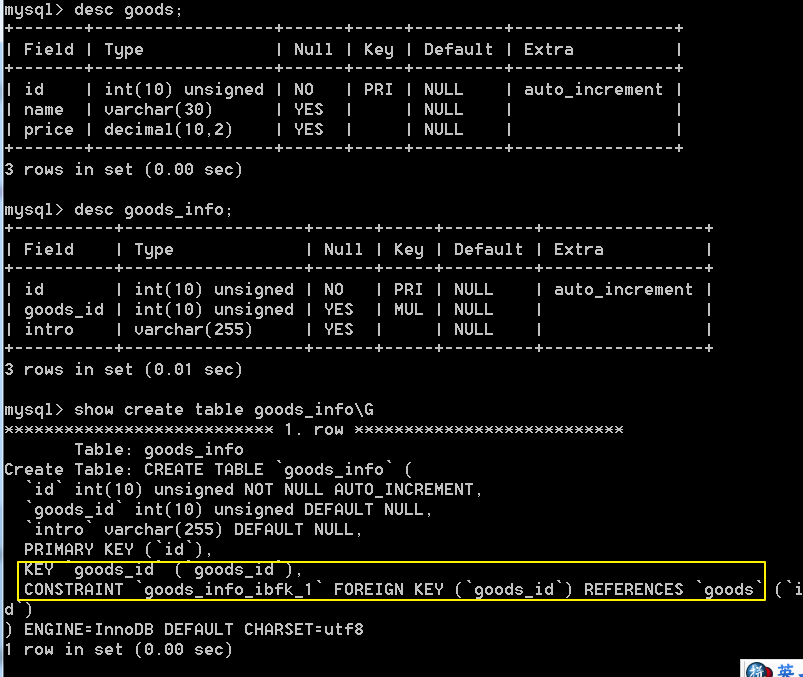 mysql> desc goods;
+-------+------------------+------+-----+---------+----------------+
| Field | Type             | Null | Key | Default | Extra          |
+-------+------------------+------+-----+---------+----------------+
| id    | int(10) unsigned | NO   | PRI | NULL    | auto_increment |
| name  | varchar(30)      | YES  |     | NULL    |                |
| price | decimal(10,2)    | YES  |     | NULL    |                |
+-------+------------------+------+-----+---------+----------------+
3 rows in set (0.00 sec)
mysql> desc goods_info;
+----------+------------------+------+-----+---------+----------------+
| Field    | Type             | Null | Key | Default | Extra          |
+----------+------------------+------+-----+---------+----------------+
| id       | int(10) unsigned | NO   | PRI | NULL    | auto_increment |
| goods_id | int(10) unsigned | YES  | MUL | NULL    |                |
| intro    | varchar(255)     | YES  |     | NULL    |                |
+----------+------------------+------+-----+---------+----------------+
3 rows in set (0.01 sec)
mysql> show create table goods_info\G
*************************** 1. row ***************************
       Table: goods_info
Create Table: CREATE TABLE `goods_info` (
  `id` int(10) unsigned NOT NULL AUTO_INCREMENT,
  `goods_id` int(10) unsigned DEFAULT NULL,
  `intro` varchar(255) DEFAULT NULL,
  PRIMARY KEY (`id`),
  KEY `goods_id` (`goods_id`),
  CONSTRAINT `goods_info_ibfk_1` FOREIGN KEY (`goods_id`) REFERENCES `goods` (`i
d`)
) ENGINE=InnoDB DEFAULT CHARSET=utf8
1 row in set (0.00 sec)
英